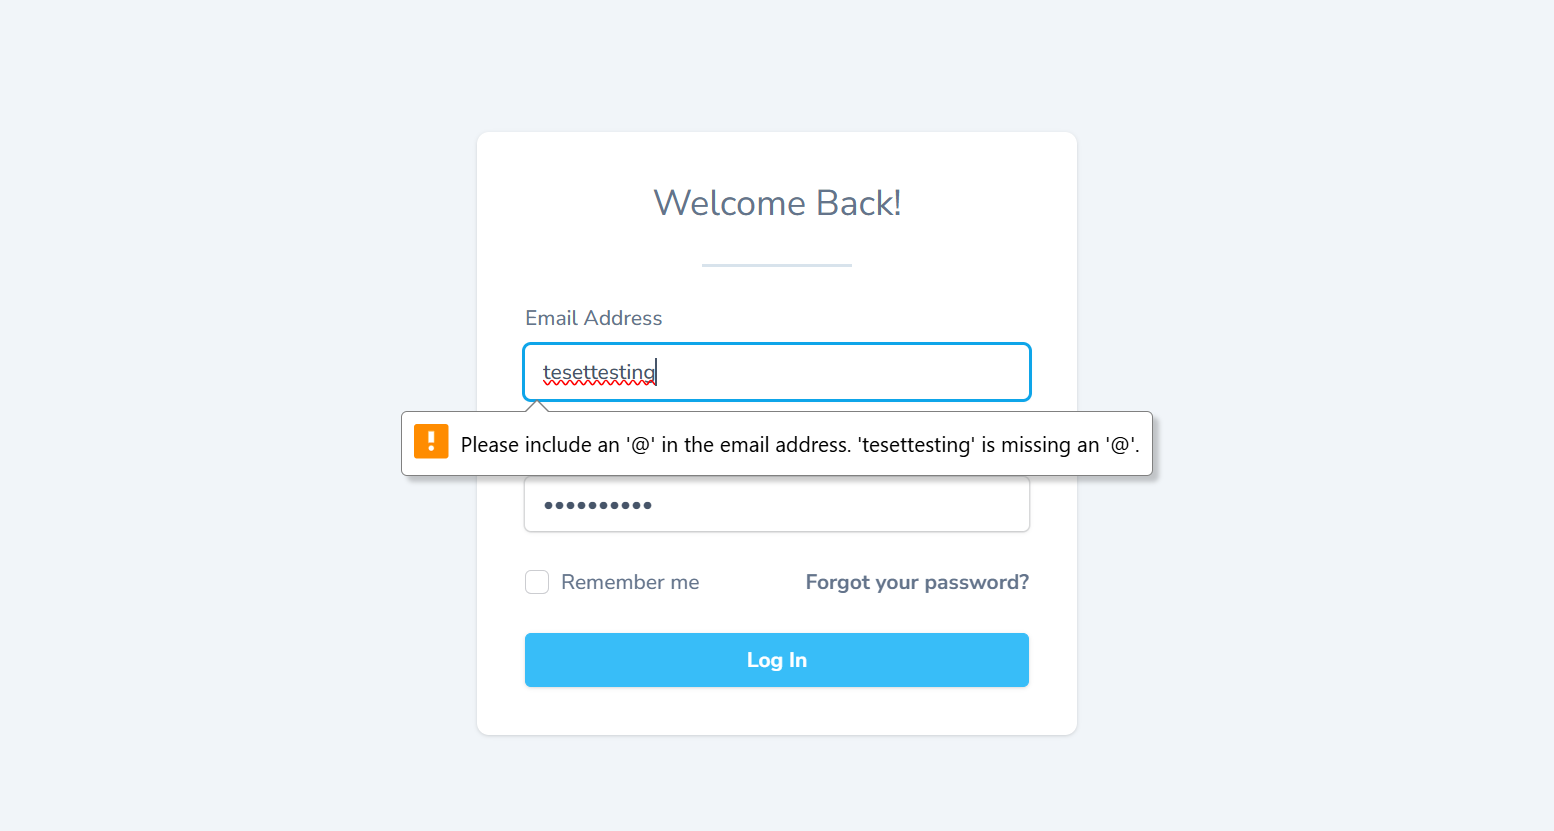 Welcome Back!
Email Address
tesettesting
Please include an '@' in the email address. 'tesettesting' is missing an '@'.
••••••••••
Remember me
Forgot your password?
Log In